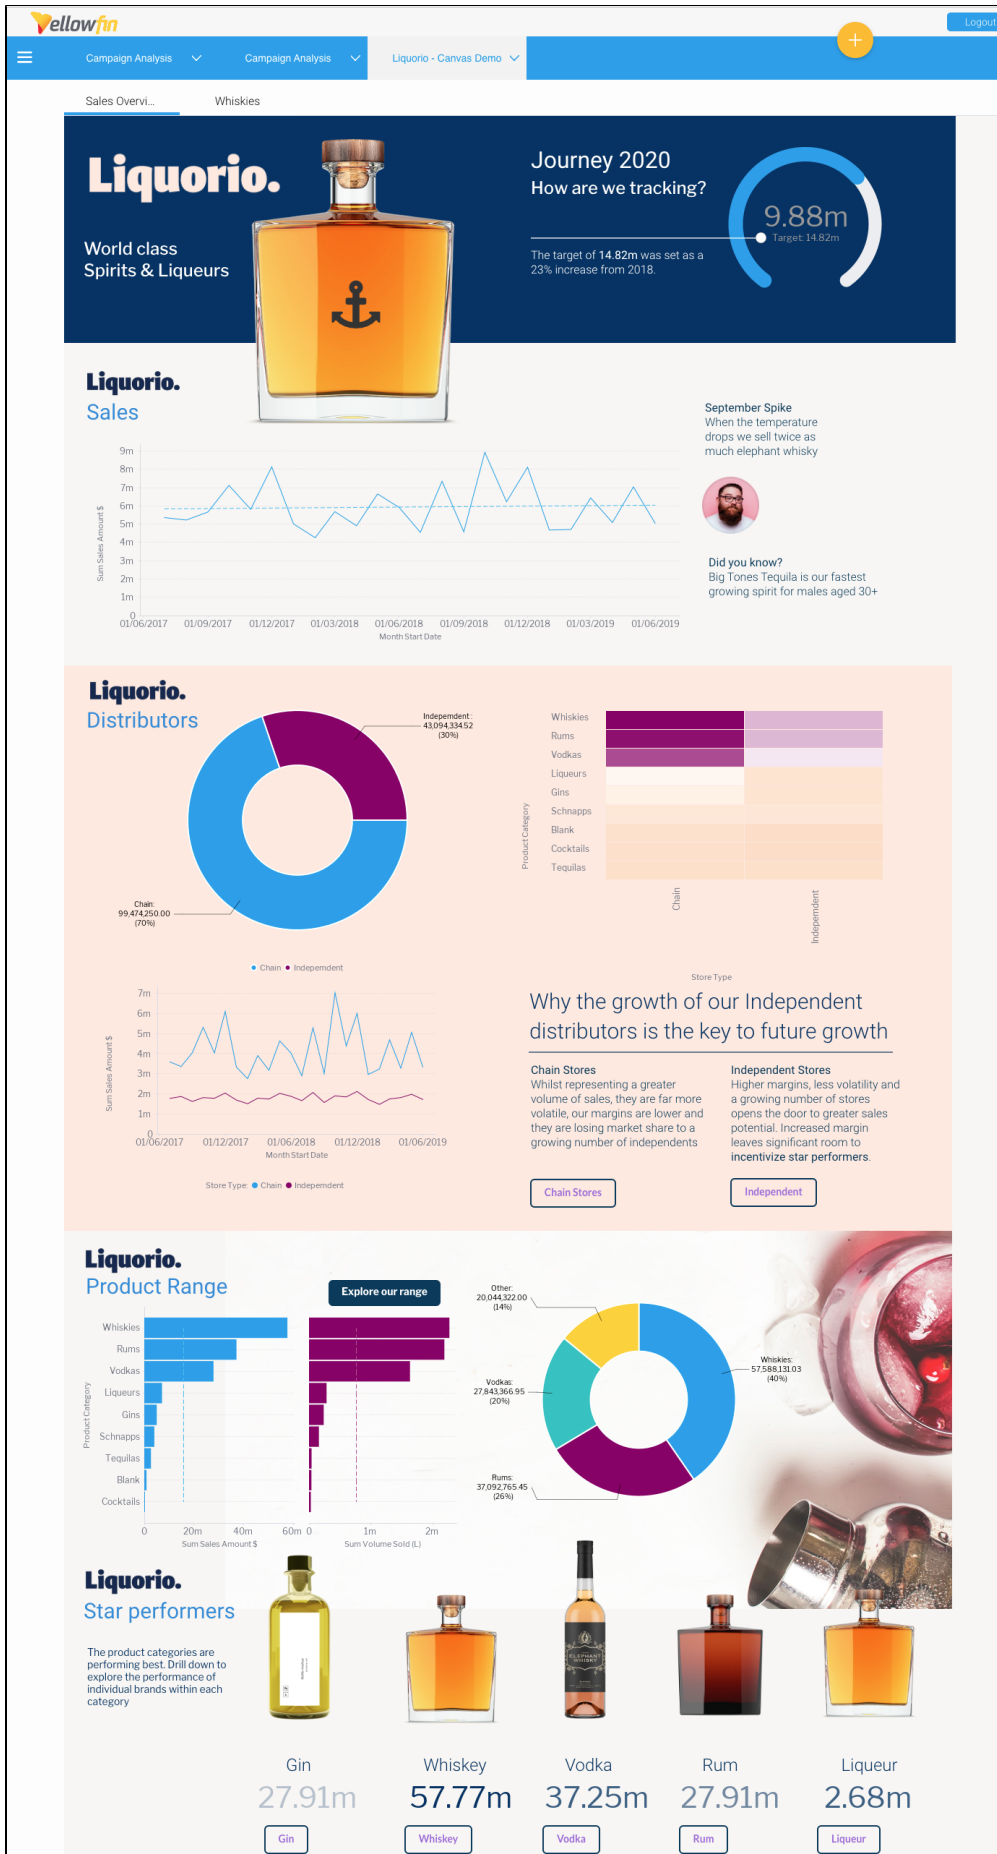 Yellowfin
Logout
Campaign Analysis
Campaign Analysis
Liquorio - Canvas Demo
Sales Overvi...
Whiskies
Liquorio.
World class
Spirits & Liqueurs
Journey 2020
How are we tracking?
The target of 14.82m was set as a
23% increase from 2018.
9.88m
Target: 14.82m
Liquorio.
Sales
Sum Sales Amount $
9m
8m
7m
6m
5m
4m
3m
2m
1m
0
01/06/2017 01/09/2017 01/12/2017 01/03/2018 01/06/2018 01/09/2018 01/12/2018 01/03/2019 01/06/2019
Month Start Date
September Spike
When the temperature
drops we sell twice as
much elephant whisky
Did you know?
Big Tones Tequila is our fastest
growing spirit for males aged 30+
Liquorio.
Distributors
Indepemdent :
43,094,334.52
(30%)
Chain:
99,474,250.00
(70%)
Chain Indepemdent
Product Category
Whiskies
Rums
Vodkas
Liqueurs
Gins
Schnapps
Blank
Cocktails
Tequilas
Chain
Indepemdent
Store Type
Sum Sales Amount $
7m
6m
5m
4m
3m
2m
1m
0
01/06/2017 01/12/2017 01/06/2018 01/12/2018 01/06/2019
Month Start Date
Store Type: Chain Indepemdent
Why the growth of our Independent
distributors is the key to future growth
Chain Stores
Whilst representing a greater
volume of sales, they are far more
volatile, our margins are lower and
they are losing market share to a
growing number of independents
Chain Stores
Independent Stores
Higher margins, less volatility and
a growing number of stores
opens the door to greater sales
potential. Increased margin
leaves significant room to
incentivize star performers.
Independent
Liquorio.
Product Range
Explore our range
Product Category
Whiskies
Rums
Vodkas
Liqueurs
Gins
Schnapps
Tequilas
Blank
Cocktails
0 20m 40m 60m
Sum Sales Amount $
0 1m 2m
Sum Volume Sold (L)
Other:
20,044,322.00
(14%)
Whiskies:
57,588,131.03
(40%)
Vodkas:
27,843,366.95
(20%)
Rums:
37,092,765.45
(26%)
Liquorio.
Star performers
The product categories are
performing best. Drill down to
explore the performance of
individual brands within each
category
ELEPHANT
WHISKY
Gin
27.91m
Gin
Whiskey
57.77m
Whiskey
Vodka
37.25m
Vodka
Rum
27.91m
Rum
Liqueur
2.68m
Liqueur